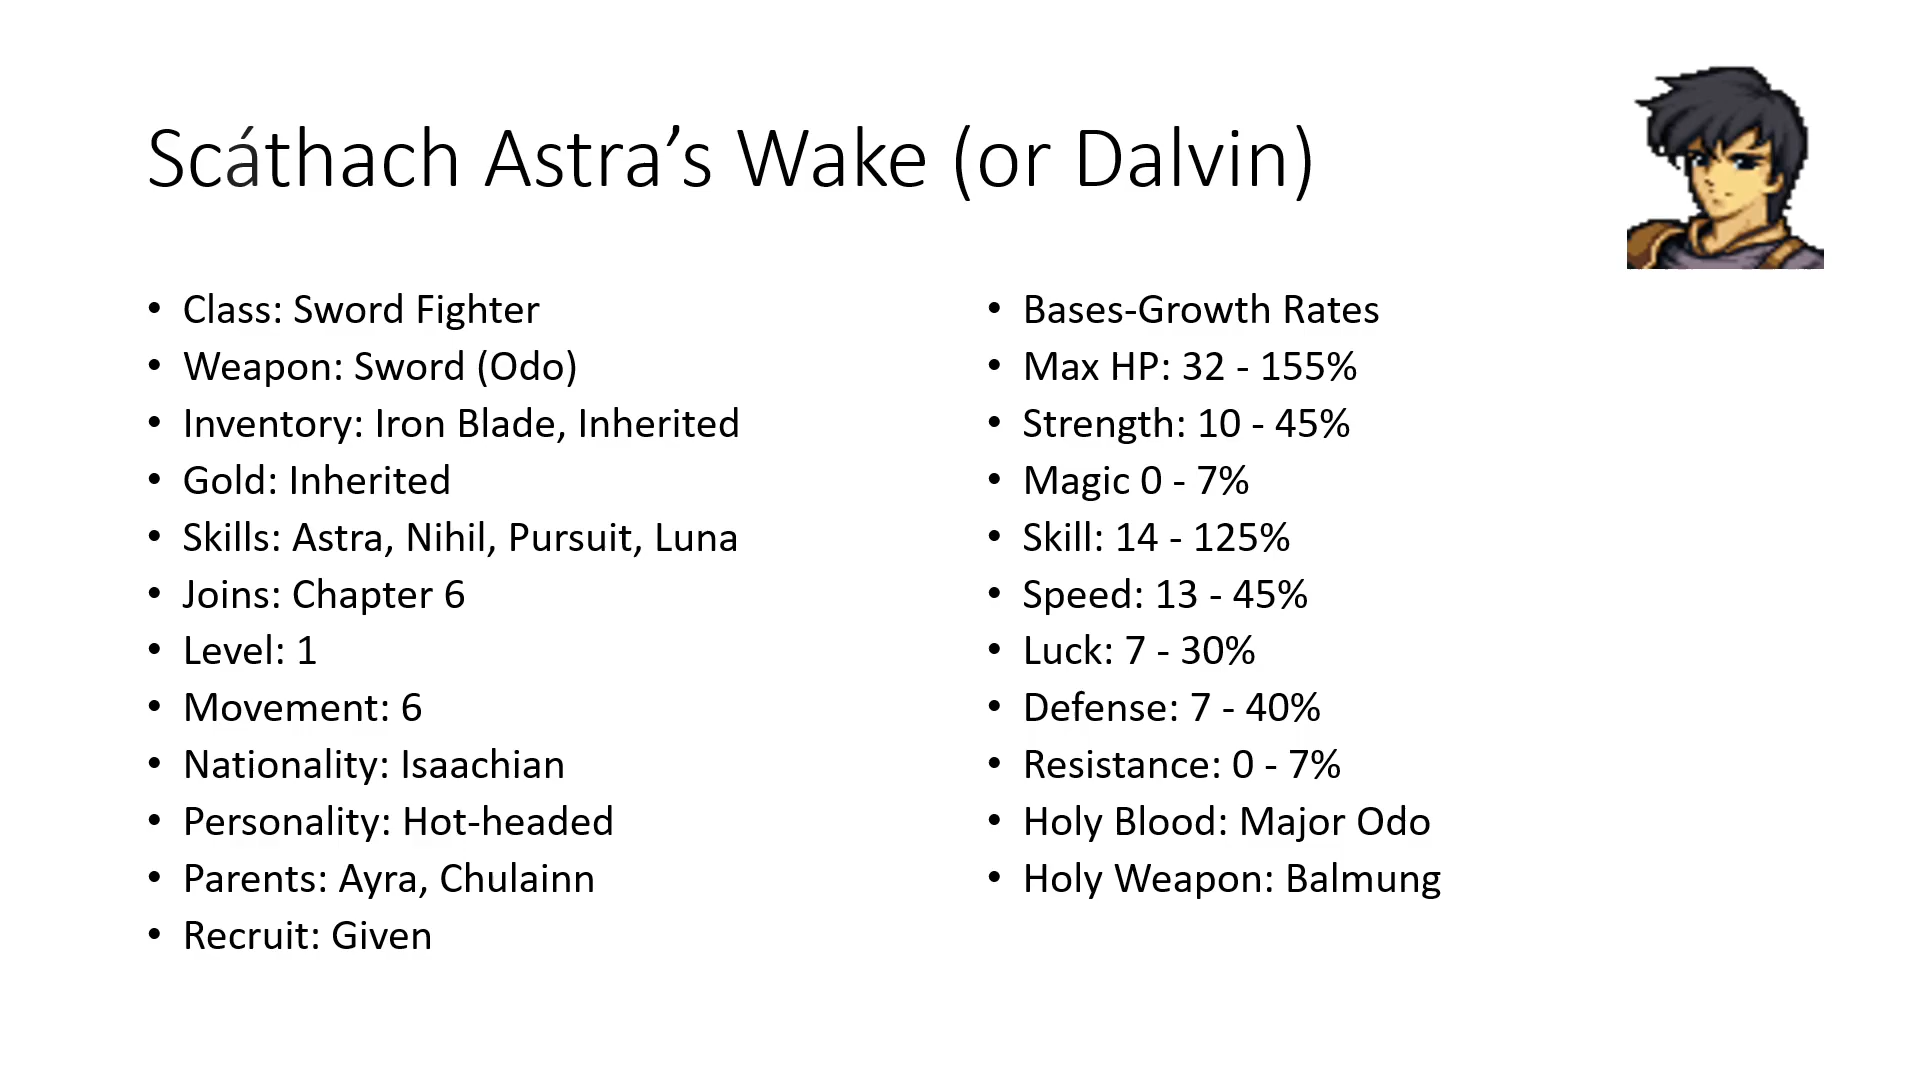 Scáthach Astra’s Wake (or Dalvin)
• Class: Sword Fighter
• Weapon: Sword (Odo)
• Inventory: Iron Blade, Inherited
• Gold: Inherited
• Skills: Astra, Nihil, Pursuit, Luna
• Joins: Chapter 6
• Level: 1
• Movement: 6
• Nationality: Isaachian
• Personality: Hot-headed
• Parents: Ayra, Chulainn
• Recruit: Given
• Bases-Growth Rates
• Max HP: 32 - 155%
• Strength: 10 - 45%
• Magic 0 - 7%
• Skill: 14 - 125%
• Speed: 13 - 45%
• Luck: 7 - 30%
• Defense: 7 - 40%
• Resistance: 0 - 7%
• Holy Blood: Major Odo
• Holy Weapon: Balmung